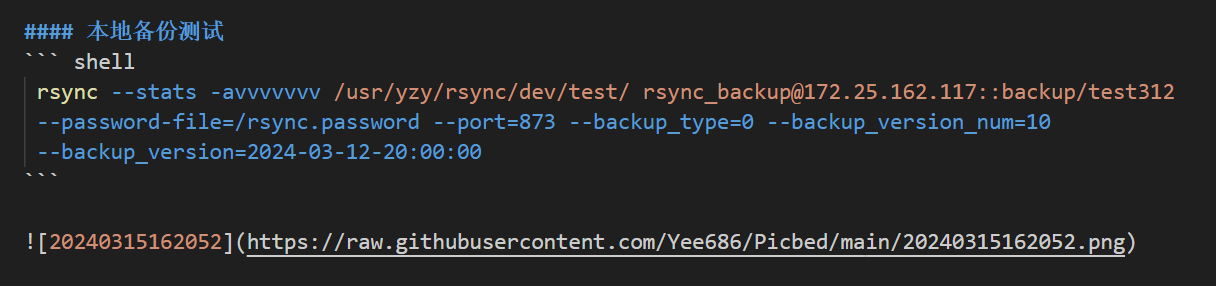 #### 本地备份测试
``` shell
rsync --stats -avvvvvvv /usr/yzy/rsync/dev/test/ rsync_backup@172.25.162.117::backup/test312
--password-file=/rsync.password --port=873 --backup_type=0 --backup_version_num=10
--backup_version=2024-03-12-20:00:00
```
![20240315162052](https://raw.githubusercontent.com/Yee686/Picbed/main/20240315162052.png)